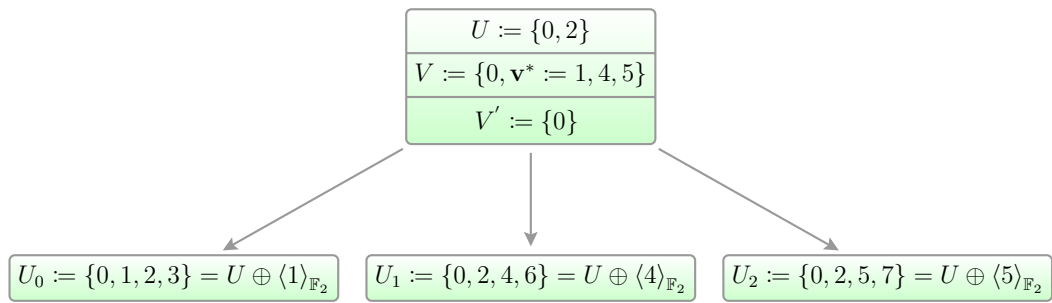 U := {0, 2}
V := {0, v* := 1, 4, 5}
V′ := {0}
U₀ := {0, 1, 2, 3} = U ⊕ ⟨1⟩_𝔽₂
U₁ := {0, 2, 4, 6} = U ⊕ ⟨4⟩_𝔽₂
U₂ := {0, 2, 5, 7} = U ⊕ ⟨5⟩_𝔽₂